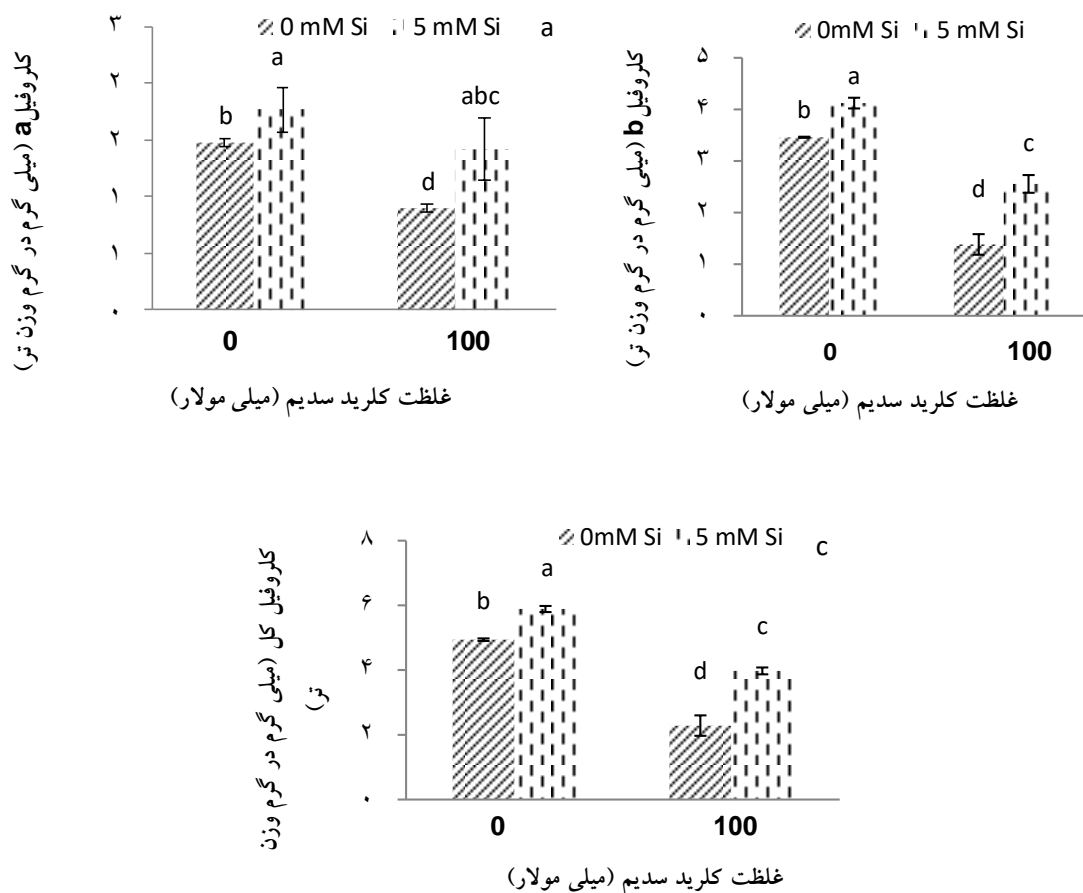 0 mM Si 5 mM Si
a
کلروفیل a (میلی گرم در گرم وزن تر)
۳
۲
۲
۱
۱
۰
b
a
d
abc
0
100
غلظت کلرید سدیم (میلی مولار)
0mM Si 5 mM Si
کلروفیل b (میلی گرم در گرم وزن تر)
۵
۴
۳
۲
۱
۰
b
a
d
c
0
100
غلظت کلرید سدیم (میلی مولار)
0mM Si 5 mM Si
c
کلروفیل کل (میلی گرم در گرم وزن
تر)
۸
۶
۴
۲
۰
b
a
d
c
0
100
غلظت کلرید سدیم (میلی مولار)